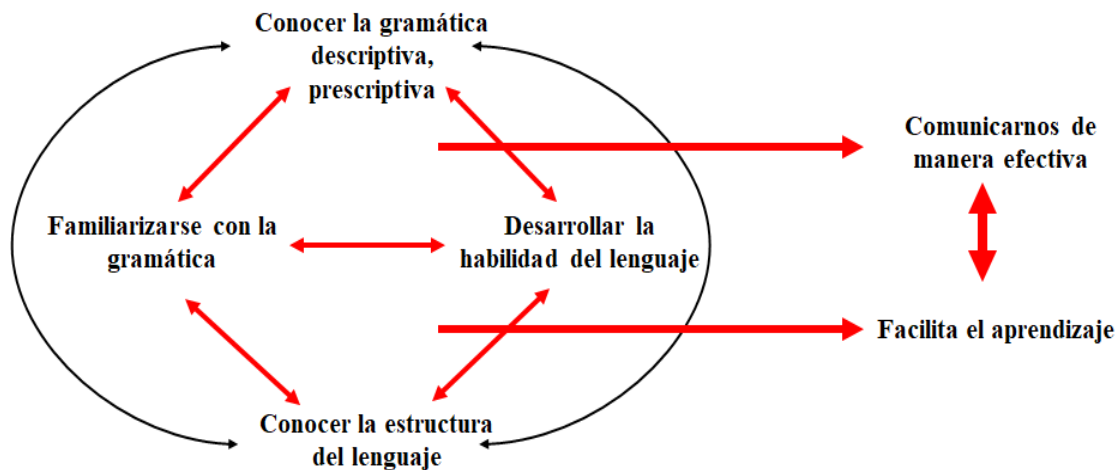 Conocer la gramática
descriptiva,
prescriptiva
Comunicarnos de
manera efectiva
Familiarizarse con la
gramática
Desarrollar la
habilidad del lenguaje
Facilita el aprendizaje
Conocer la estructura
del lenguaje